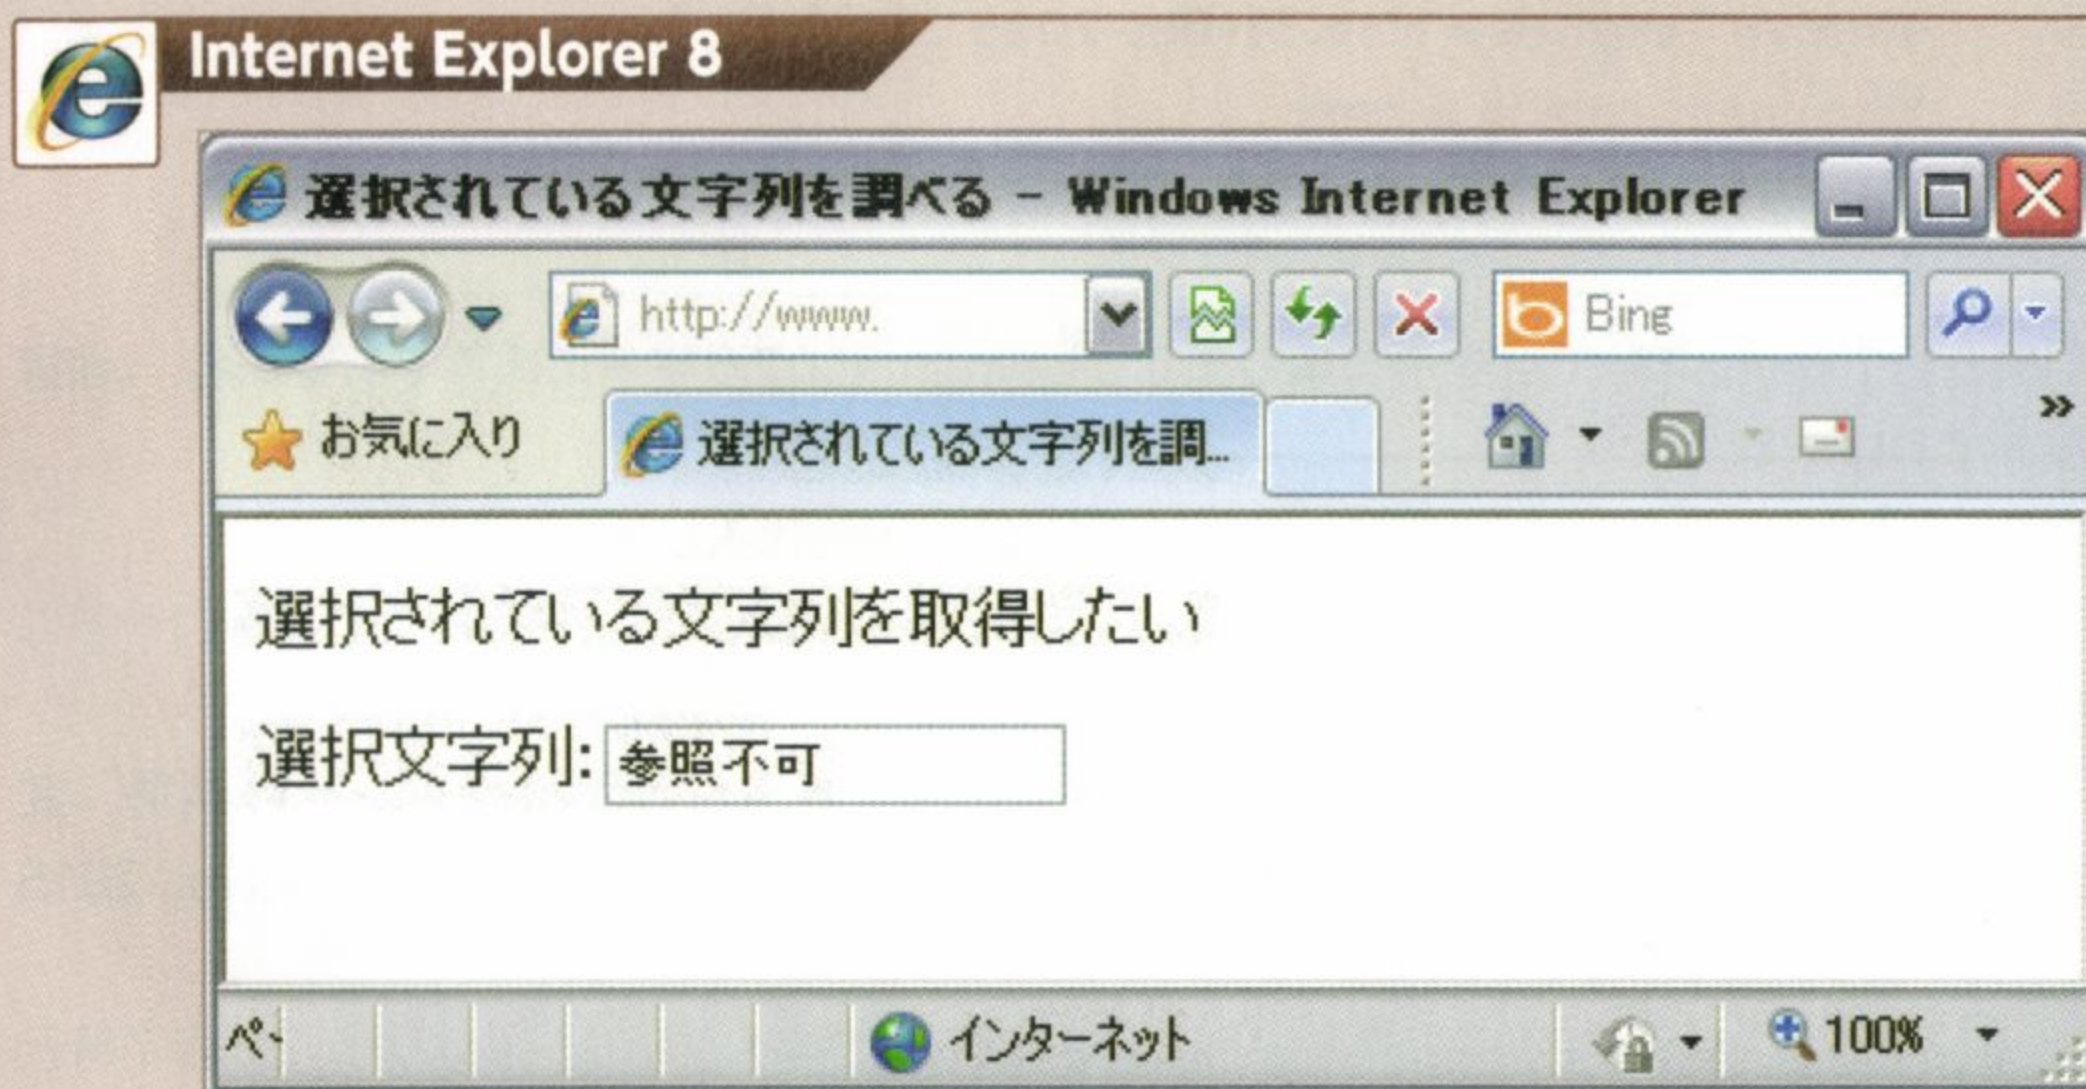 Internet Explorer 8
選択されている文字列を調べる - Windows Internet Explorer
http://www.
Bing
お気に入り
選択されている文字列を調...
選択されている文字列を取得したい
選択文字列: 参照不可
ペ
インターネット
100%